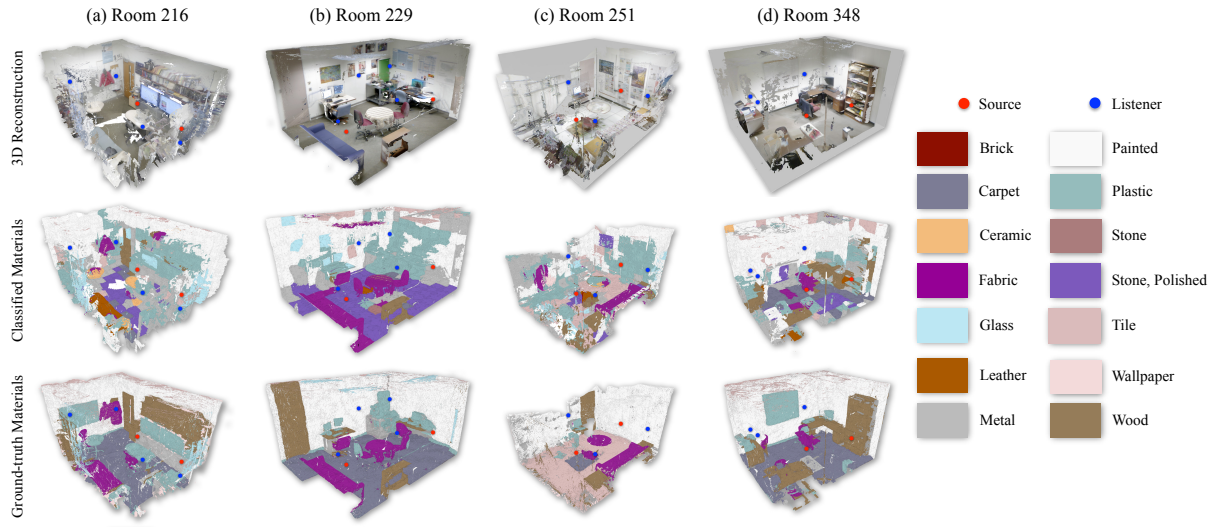 (a) Room 216
(b) Room 229
(c) Room 251
(d) Room 348
3D Reconstruction
Classified Materials
Ground-truth Materials
Source
Listener
Brick
Painted
Carpet
Plastic
Ceramic
Stone
Fabric
Stone, Polished
Glass
Tile
Leather
Wallpaper
Metal
Wood